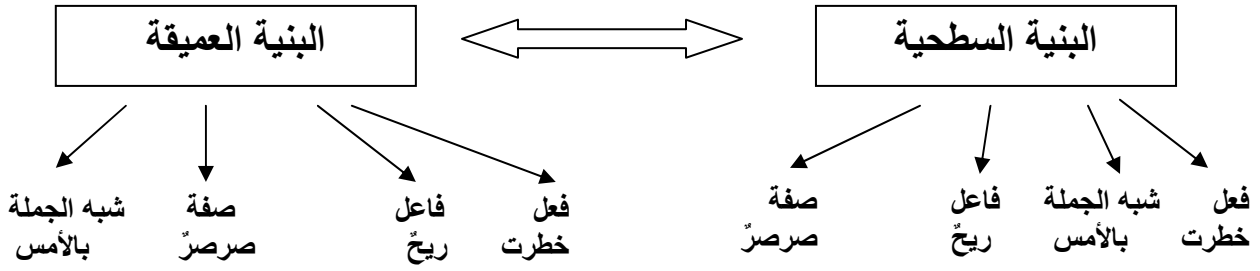 البنية السطحية البنية العميقة
فعل شبه الجملة فاعل صفة فعل فاعل صفة شبه الجملة
خطرت بالأمس ريحٌ صرصرٌ خطرت ريحٌ صرصرٌ بالأمس